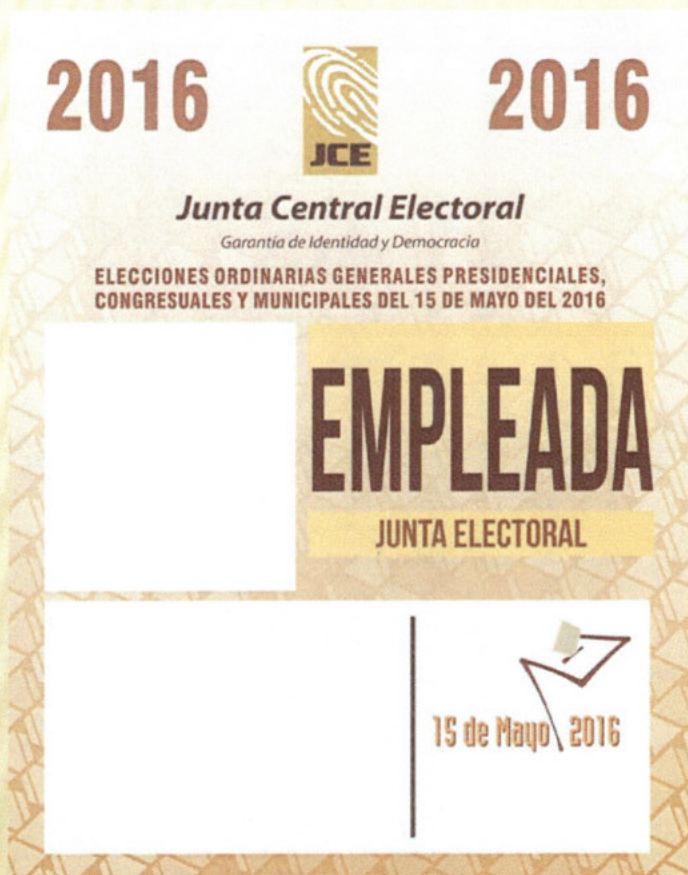 2016
JCE
2016
Junta Central Electoral
Garantía de Identidad y Democracia
ELECCIONES ORDINARIAS GENERALES PRESIDENCIALES,
CONGRESUALES Y MUNICIPALES DEL 15 DE MAYO DEL 2016
EMPLEADA
JUNTA ELECTORAL
15 de Mayo 2016